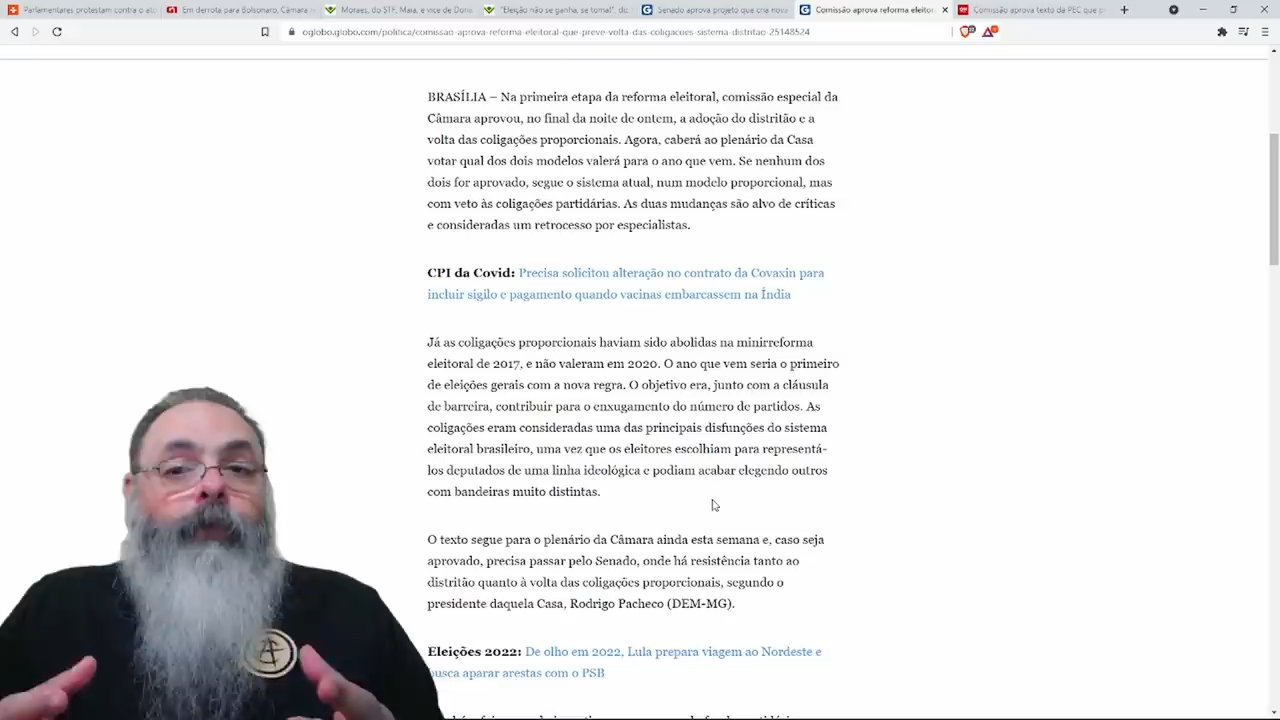 Parlamentares protestam contra o ato
Em derrota para Bolsonaro, Câmara r
Moraes, do STF, Maia, e vice de Doria
"Eleição não se ganha, se toma!", diz
Senado aprova projeto que cria nova
Comissão aprova reforma eleitor
Comissão aprova texto da PEC que pr
oglobo.globo.com/politica/comissao-aprova-reforma-eleitoral-que-preve-volta-das-coligacoes-sistema-distritao-25148524
BRASÍLIA – Na primeira etapa da reforma eleitoral, comissão especial da
Câmara aprovou, no final da noite de ontem, a adoção do distritão e a
volta das coligações proporcionais. Agora, caberá ao plenário da Casa
votar qual dos dois modelos valerá para o ano que vem. Se nenhum dos
dois for aprovado, segue o sistema atual, num modelo proporcional, mas
com veto às coligações partidárias. As duas mudanças são alvo de críticas
e consideradas um retrocesso por especialistas.
CPI da Covid: Precisa solicitou alteração no contrato da Covaxin para
incluir sigilo e pagamento quando vacinas embarcassem na Índia
Já as coligações proporcionais haviam sido abolidas na minirreforma
eleitoral de 2017, e não valeram em 2020. O ano que vem seria o primeiro
de eleições gerais com a nova regra. O objetivo era, junto com a cláusula
de barreira, contribuir para o enxugamento do número de partidos. As
coligações eram consideradas uma das principais disfunções do sistema
eleitoral brasileiro, uma vez que os eleitores escolhiam para representá-
los deputados de uma linha ideológica e podiam acabar elegendo outros
com bandeiras muito distintas.
O texto segue para o plenário da Câmara ainda esta semana e, caso seja
aprovado, precisa passar pelo Senado, onde há resistência tanto ao
distritão quanto à volta das coligações proporcionais, segundo o
presidente daquela Casa, Rodrigo Pacheco (DEM-MG).
Eleições 2022: De olho em 2022, Lula prepara viagem ao Nordeste e
busca aparar arestas com o PSB